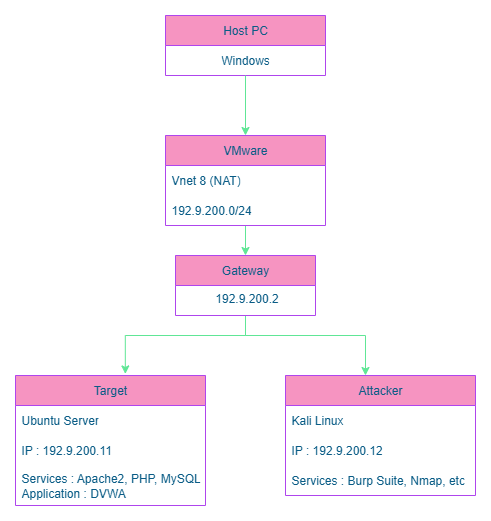 Host PC
Windows
VMware
Vnet 8 (NAT)
192.9.200.0/24
Gateway
192.9.200.2
Target
Ubuntu Server
IP : 192.9.200.11
Services : Apache2, PHP, MySQL
Application : DVWA
Attacker
Kali Linux
IP : 192.9.200.12
Services : Burp Suite, Nmap, etc